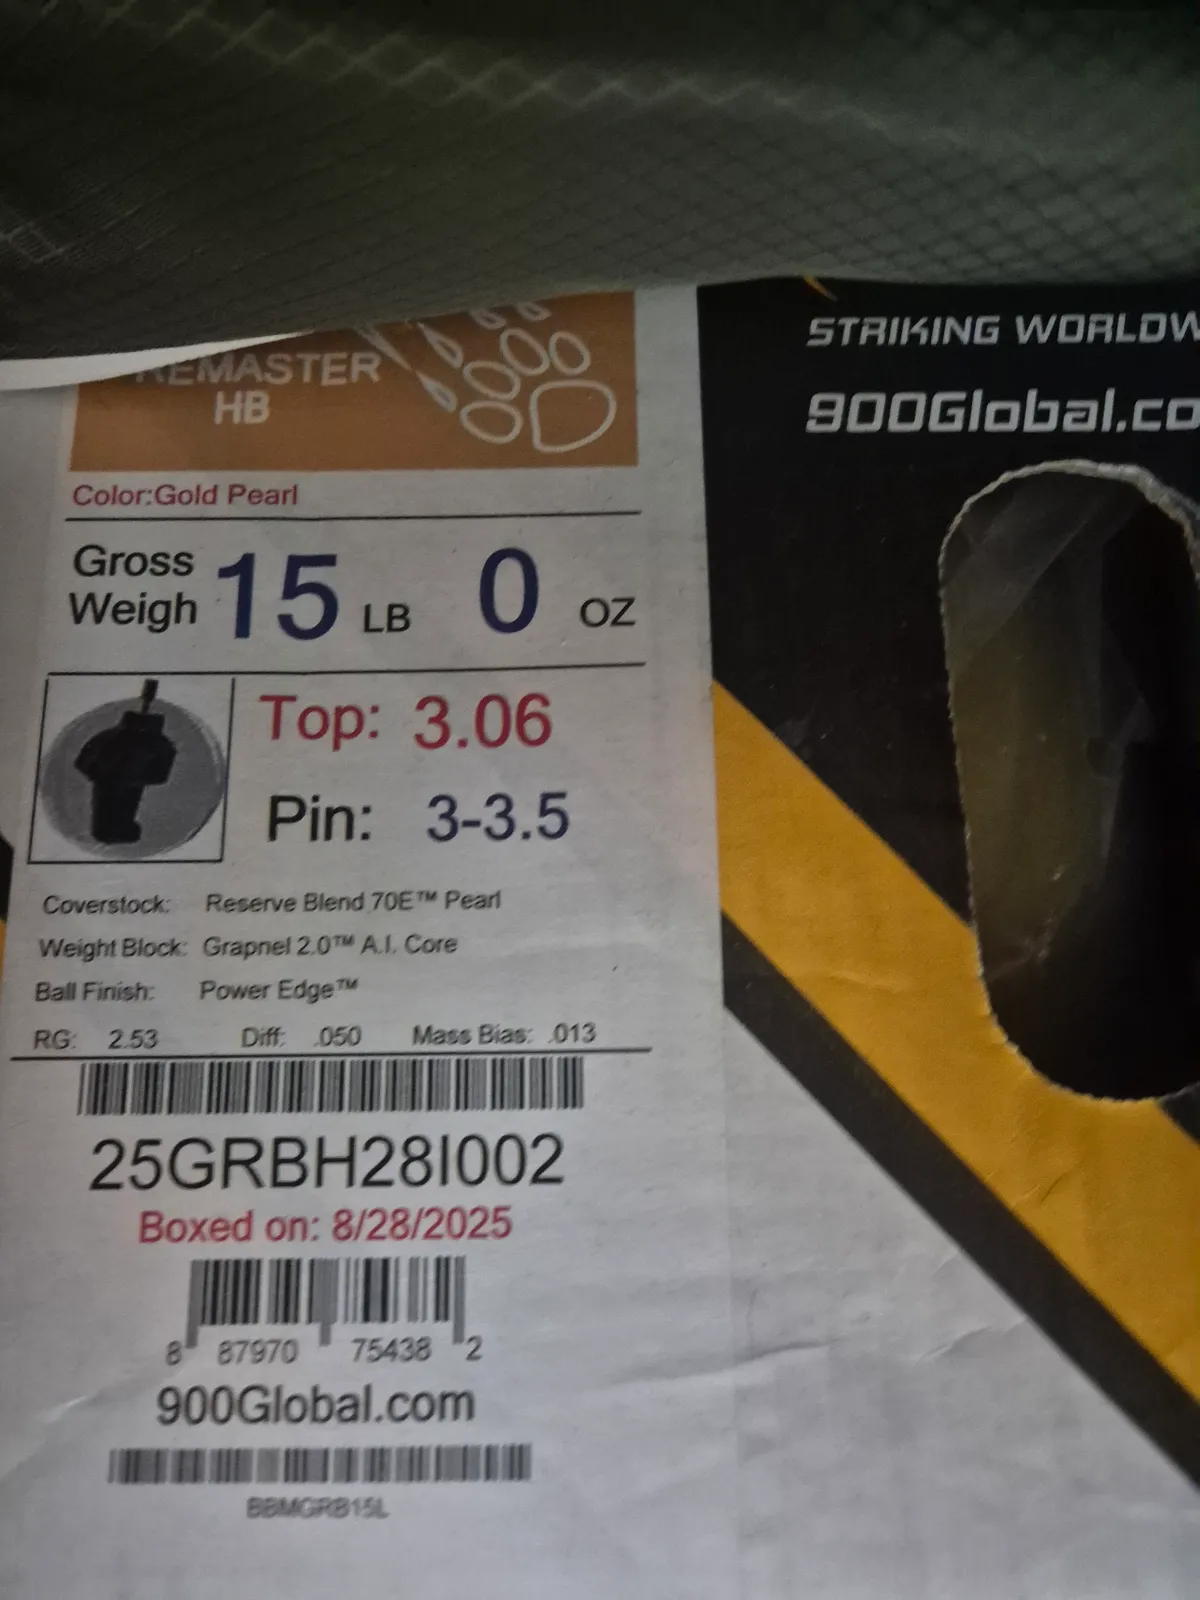 REMASTER
HB
STRIKING WORLDW
900Global.co
Color:Gold Pearl
Gross
Weigh 15 LB 0 OZ
Top: 3.06
Pin: 3-3.5
Coverstock: Reserve Blend 70E™ Pearl
Weight Block: Grapnel 2.0™ A.I. Core
Ball Finish: Power Edge™
RG: 2.53 Diff: .050 Mass Bias: .013
25GRBH28I002
Boxed on: 8/28/2025
8 87970 75438 2
900Global.com
BBMGRB15L